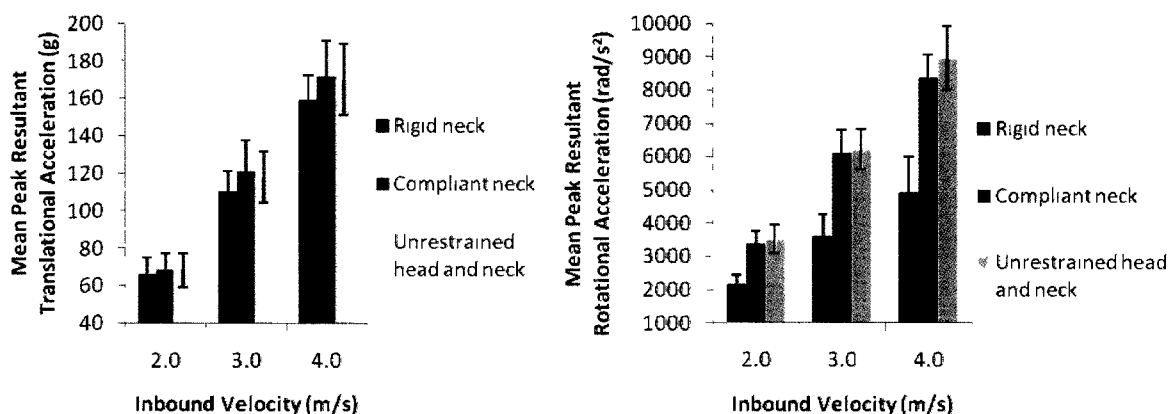 Mean Peak Resultant
Translational Acceleration (g)
200
180
160
140
120
100
80
60
40
2.0
3.0
4.0
Inbound Velocity (m/s)
Rigid neck
Compliant neck
Unrestrained
head and neck
Mean Peak Resultant
Rotational Acceleration (rad/s²)
10000
9000
8000
7000
6000
5000
4000
3000
2000
1000
2.0
3.0
4.0
Inbound Velocity (m/s)
Rigid neck
Compliant neck
Unrestrained head
and neck